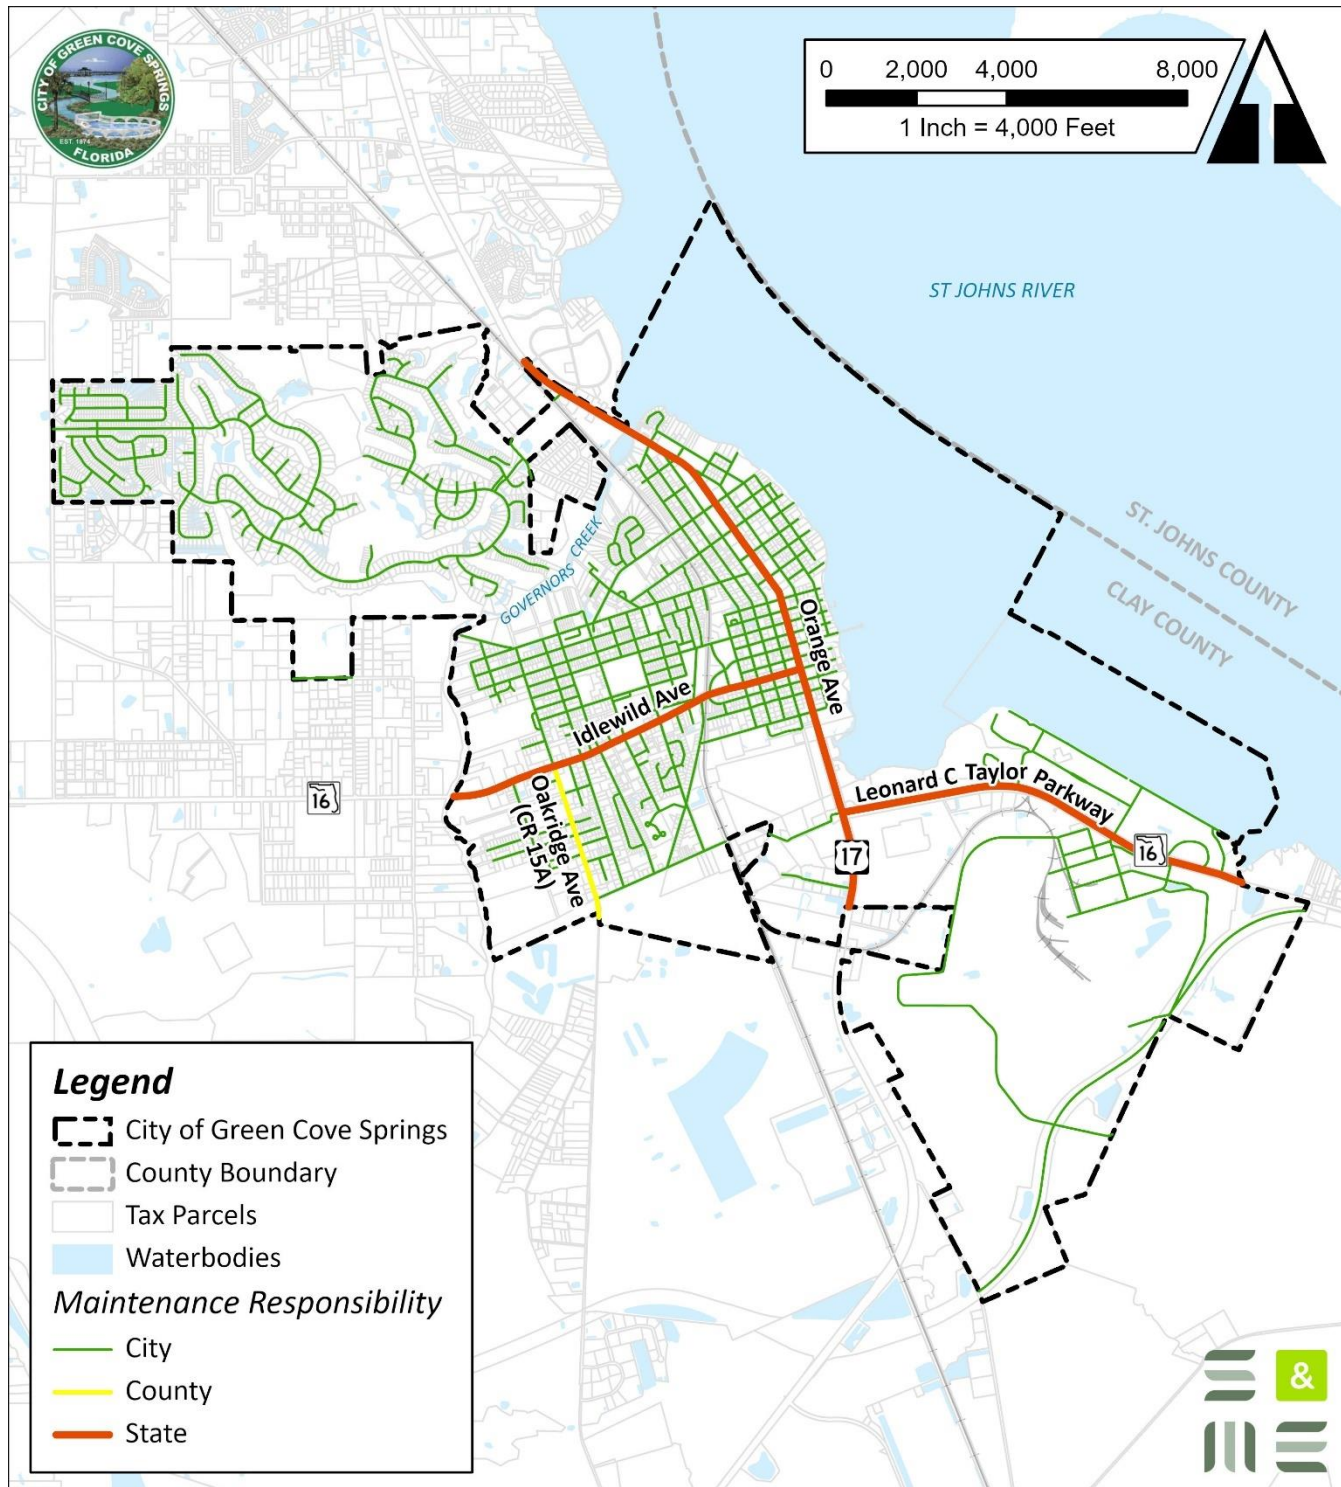 CITY OF GREEN COVE SPRINGS
EST. 1874
FLORIDA
0 2,000 4,000 8,000
1 Inch = 4,000 Feet
ST JOHNS RIVER
ST. JOHNS COUNTY
CLAY COUNTY
GOVERNORS CREEK
Orange Ave
Idlewild Ave
Leonard C Taylor Parkway
Oakridge Ave
(CR-15A)
16
17
16
Legend
City of Green Cove Springs
County Boundary
Tax Parcels
Waterbodies
Maintenance Responsibility
City
County
State
S &
M E